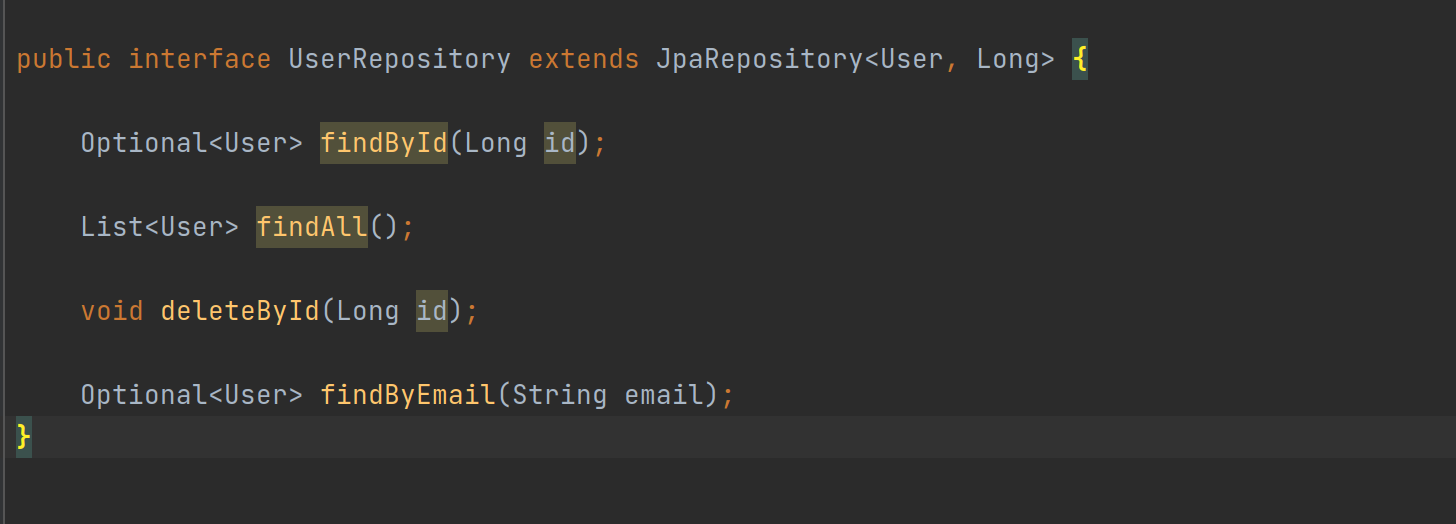 public interface UserRepository extends JpaRepository<User, Long> {
Optional<User> findById(Long id);
List<User> findAll();
void deleteById(Long id);
Optional<User> findByEmail(String email);
}